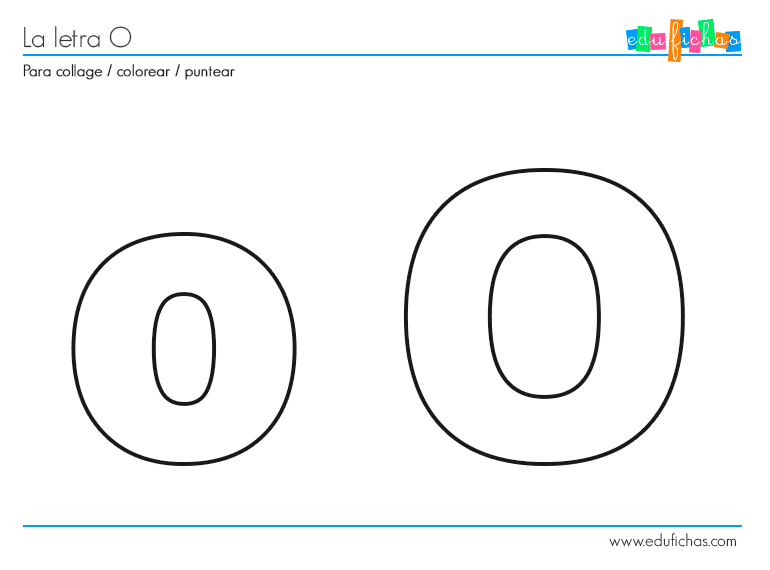 La letra O
edufichas
Para collage / colorear / puntear
o O
www.edufichas.com